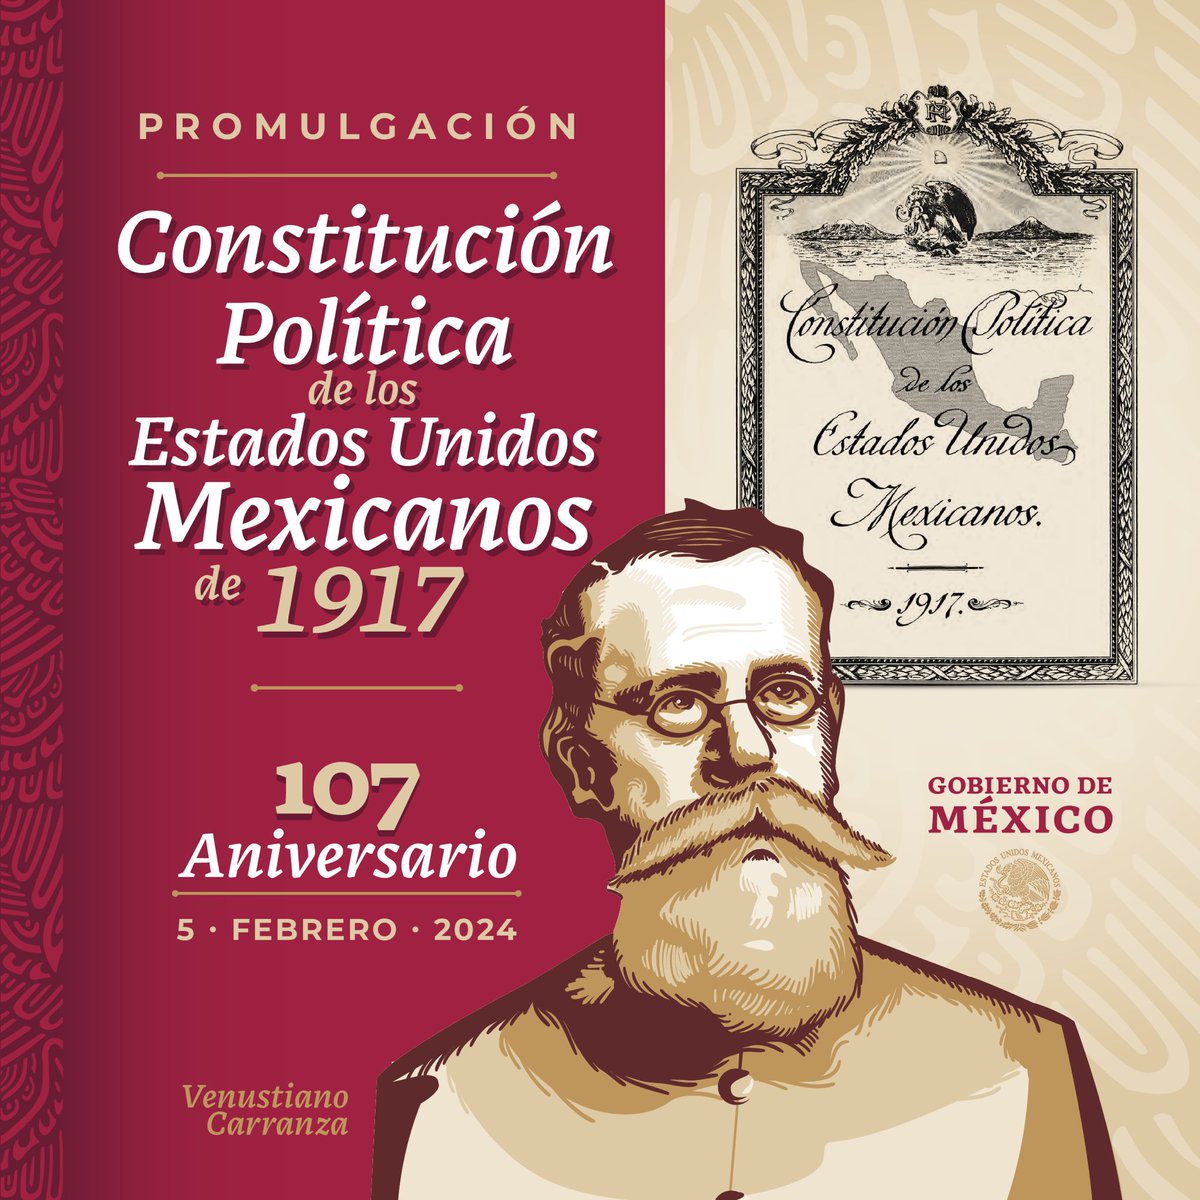 PROMULGACIÓN
Constitución
Política
de los
Estados Unidos
Mexicanos
de 1917
107
Aniversario
5 · FEBRERO · 2024
Venustiano
Carranza
Constitución Política
de los
Estados Unidos
Mexicanos.
1917.
GOBIERNO DE
MÉXICO
ESTADOS UNIDOS MEXICANOS